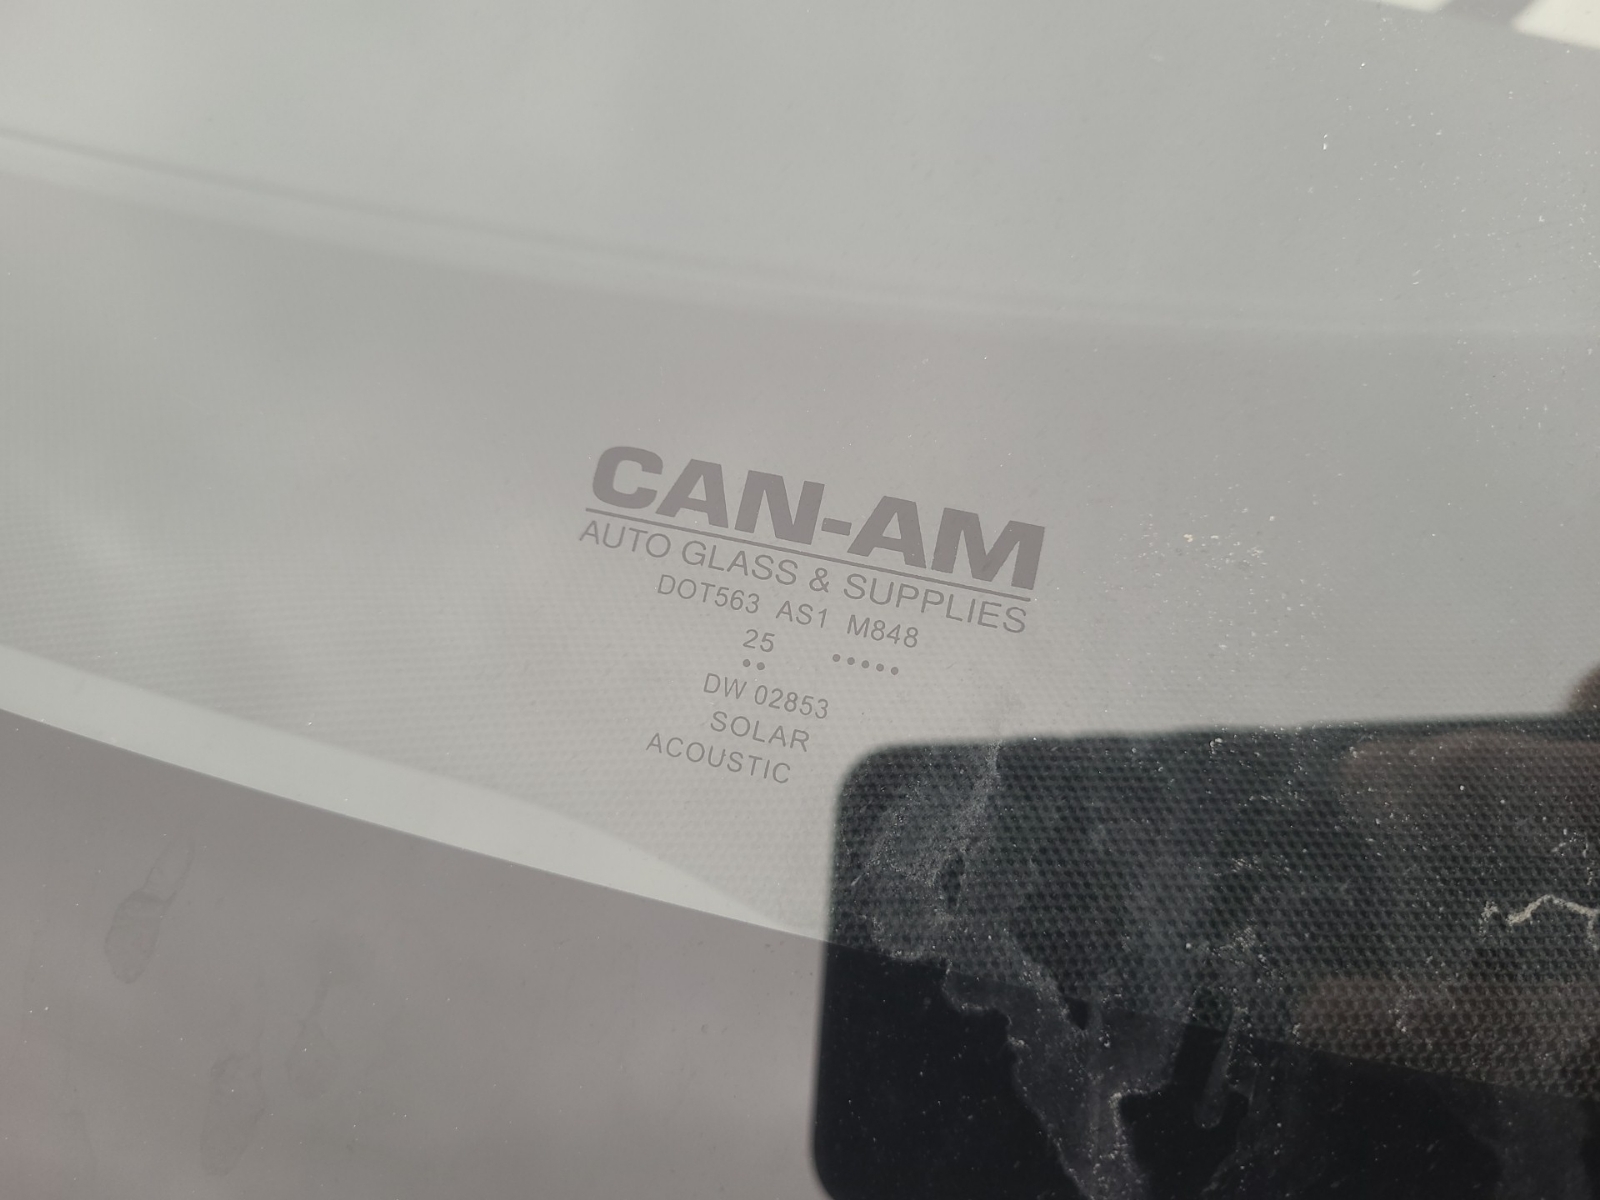 CAN-AM
AUTO GLASS & SUPPLIES
DOT563 AS1 M848
25 •••••
••
DW 02853
SOLAR
ACOUSTIC